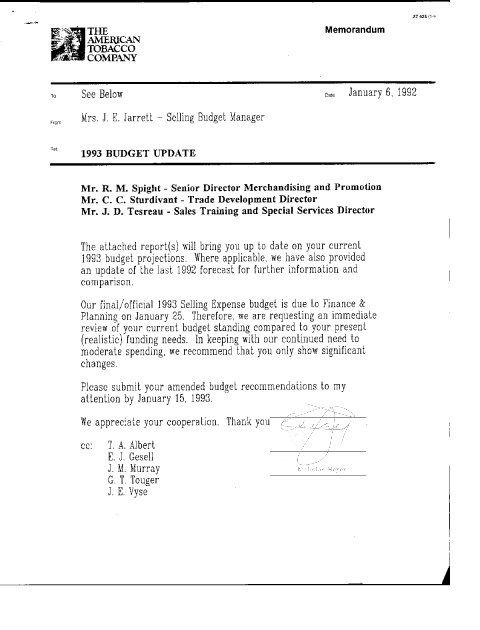 THE
AMERICAN
TOBACCO
COMPANY
Memorandum
To See Below
Date January 6, 1992
From Mrs. J. E. Jarrett - Selling Budget Manager
Ref. 1993 BUDGET UPDATE
Mr. R. M. Spight - Senior Director Merchandising and Promotion
Mr. C. C. Sturdivant - Trade Development Director
Mr. J. D. Tesreau - Sales Training and Special Services Director
The attached report(s) will bring you up to date on your current
1993 budget projections. Where applicable, we have also provided
an update of the last 1992 forecast for further information and
comparison.
Our final/official 1993 Selling Expense budget is due to Finance &
Planning on January 25. Therefore, we are requesting an immediate
review of your current budget standing compared to your present
(realistic) funding needs. In keeping with our continued need to
moderate spending, we recommend that you only show significant
changes.
Please submit your amended budget recommendations to my
attention by January 15, 1993.
We appreciate your cooperation. Thank you
cc: T. A. Albert
E. J. Gesell
J. M. Murray
G. T. Touger
J. E. Vyse